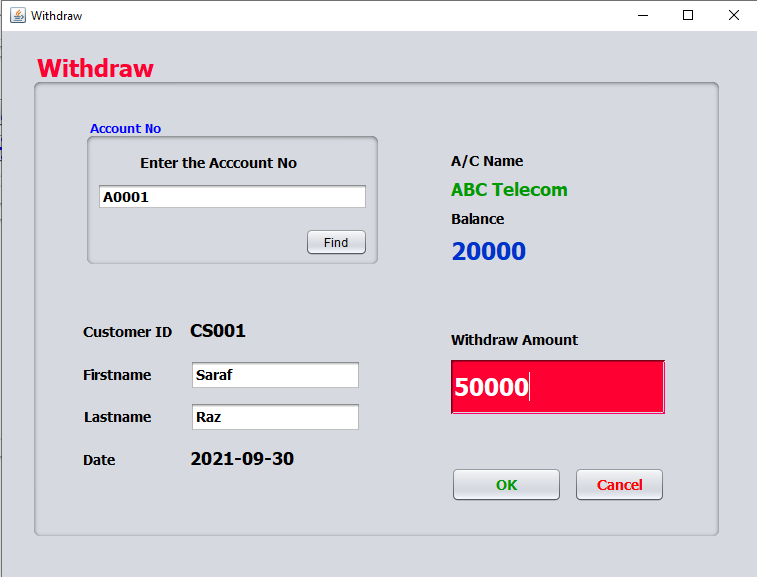 Withdraw
Withdraw
Account No
Enter the Acccount No
A0001
Find
A/C Name
ABC Telecom
Balance
20000
Customer ID CS001
Firstname Saraf
Lastname Raz
Date 2021-09-30
Withdraw Amount
50000
OK Cancel